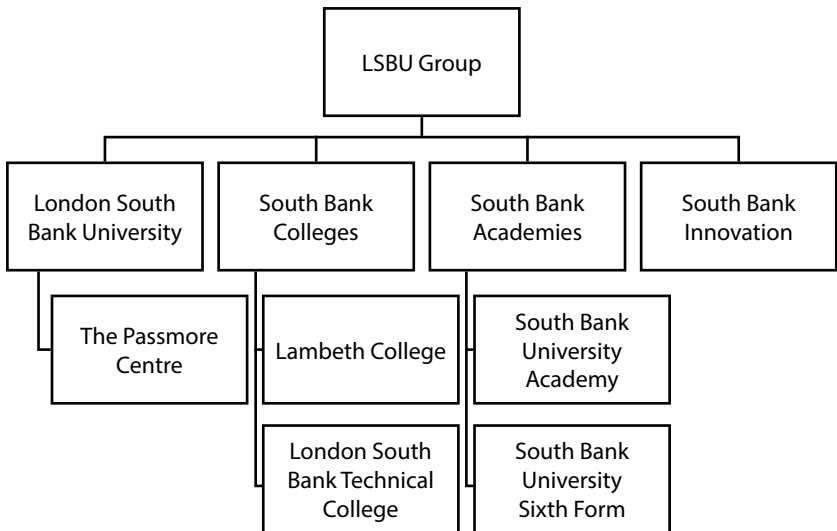 LSBU Group
London South
Bank University
South Bank
Colleges
South Bank
Academies
South Bank
Innovation
The Passmore
Centre
Lambeth College
South Bank
University
Academy
London South
Bank Technical
College
South Bank
University
Sixth Form